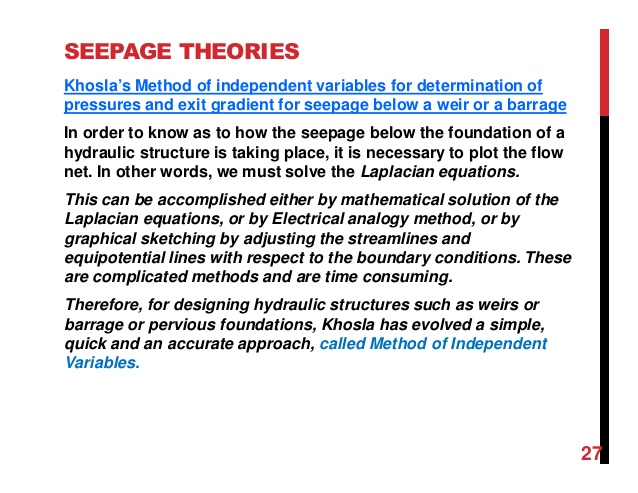 SEEPAGE THEORIES
Khosla's Method of independent variables for determination of
pressures and exit gradient for seepage below a weir or a barrage
In order to know as to how the seepage below the foundation of a
hydraulic structure is taking place, it is necessary to plot the flow
net. In other words, we must solve the Laplacian equations.
This can be accomplished either by mathematical solution of the
Laplacian equations, or by Electrical analogy method, or by
graphical sketching by adjusting the streamlines and
equipotential lines with respect to the boundary conditions. These
are complicated methods and are time consuming.
Therefore, for designing hydraulic structures such as weirs or
barrage or pervious foundations, Khosla has evolved a simple,
quick and an accurate approach, called Method of Independent
Variables.
27